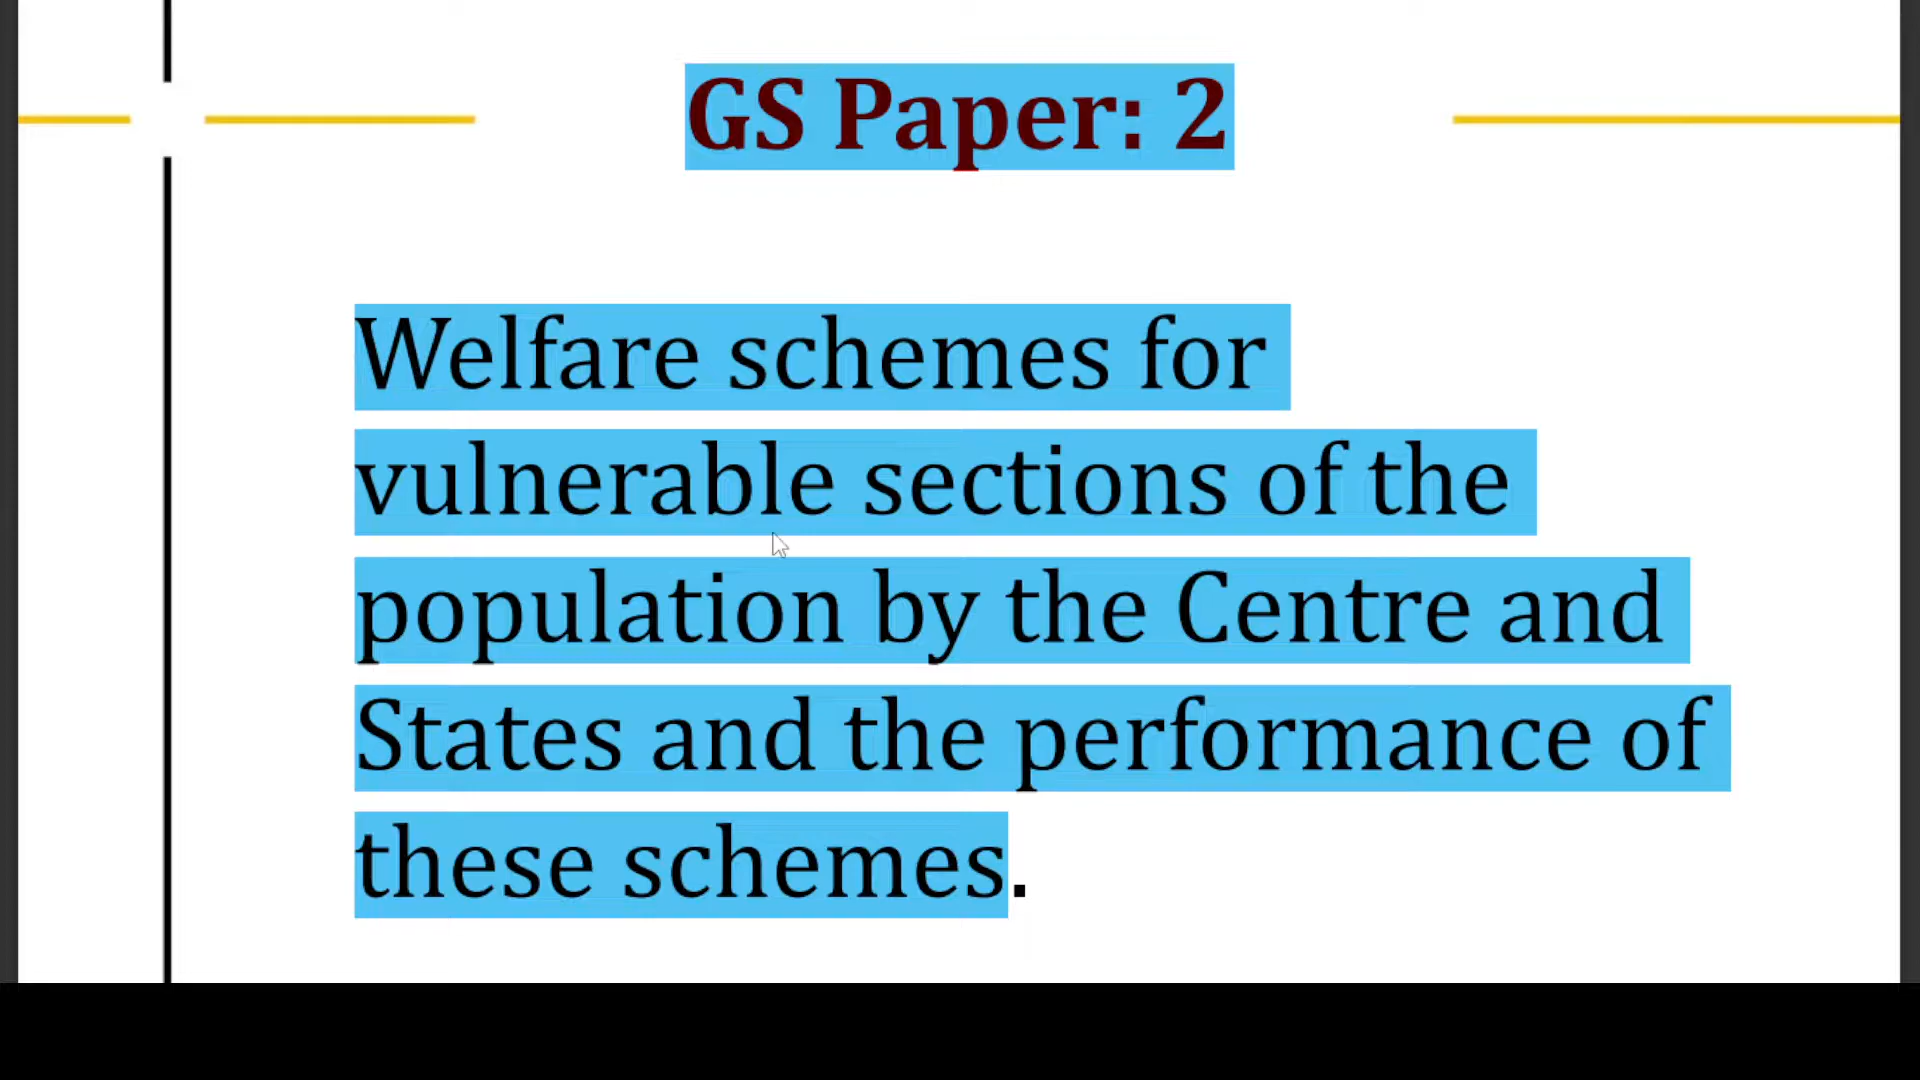 GS Paper: 2
Welfare schemes for
vulnerable sections of the
population by the Centre and
States and the performance of
these schemes.